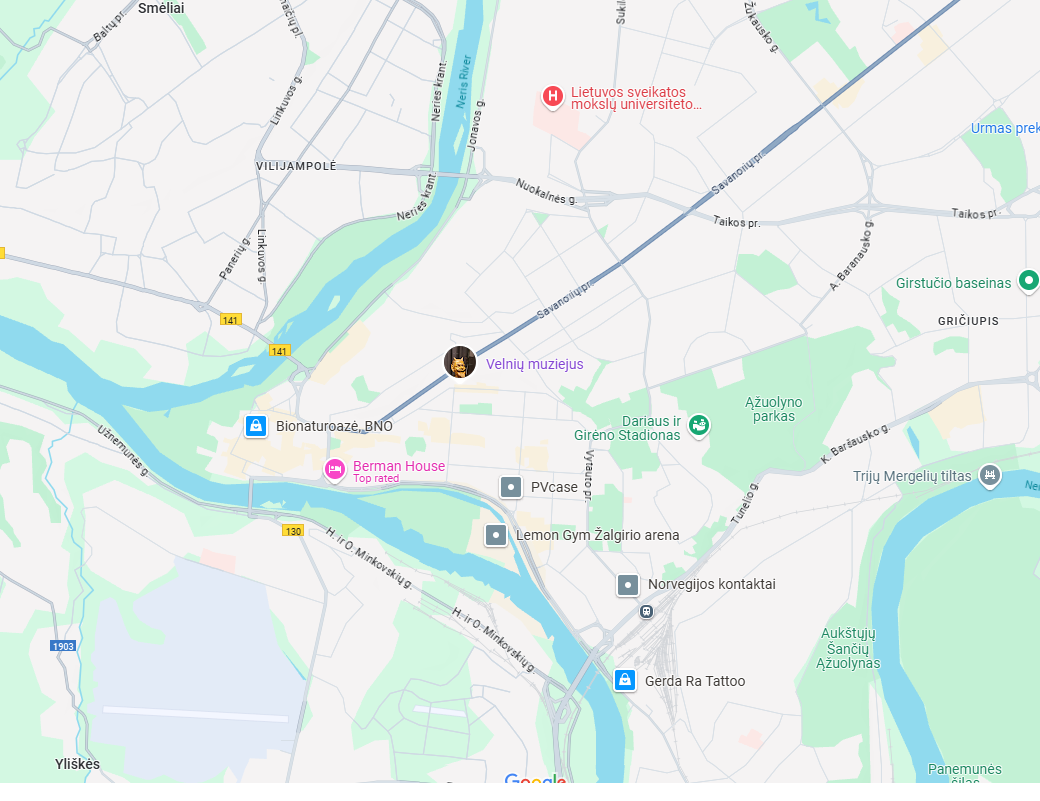 Smėliai
Baltų pr.
Linkuvos g.
Neries krant.
Neris River
Jonavos g.
Žukausko g.
Lietuvos sveikatos
mokslų universiteto...
Urmas prek
VILIJAMPOLĖ
Savanorių pr.
Nuokalnės g.
Neries krant.
Taikos pr.
Taikos pr.
Panerių g.
Linkuvos g.
A. Baranausko g.
Girstučio baseinas
Savanorių pr.
141
GRIČIUPIS
141
Velnių muziejus
Ąžuolyno
parkas
Dariaus ir
Girėno Stadionas
Bionaturoazė, BNO
Užnemunės g.
K. Baršausko g.
Berman House
Top rated
Vytauto pr.
Trijų Mergelių tiltas
PVcase
Tunelio g.
130
Lemon Gym Žalgirio arena
H. ir O. Minkovskių g.
Norvegijos kontaktai
H. ir O. Minkovskių g.
Aukštųjų
Šančių
Ąžuolynas
1903
Gerda Ra Tattoo
Yliškės
Panemunės
šilas
Google